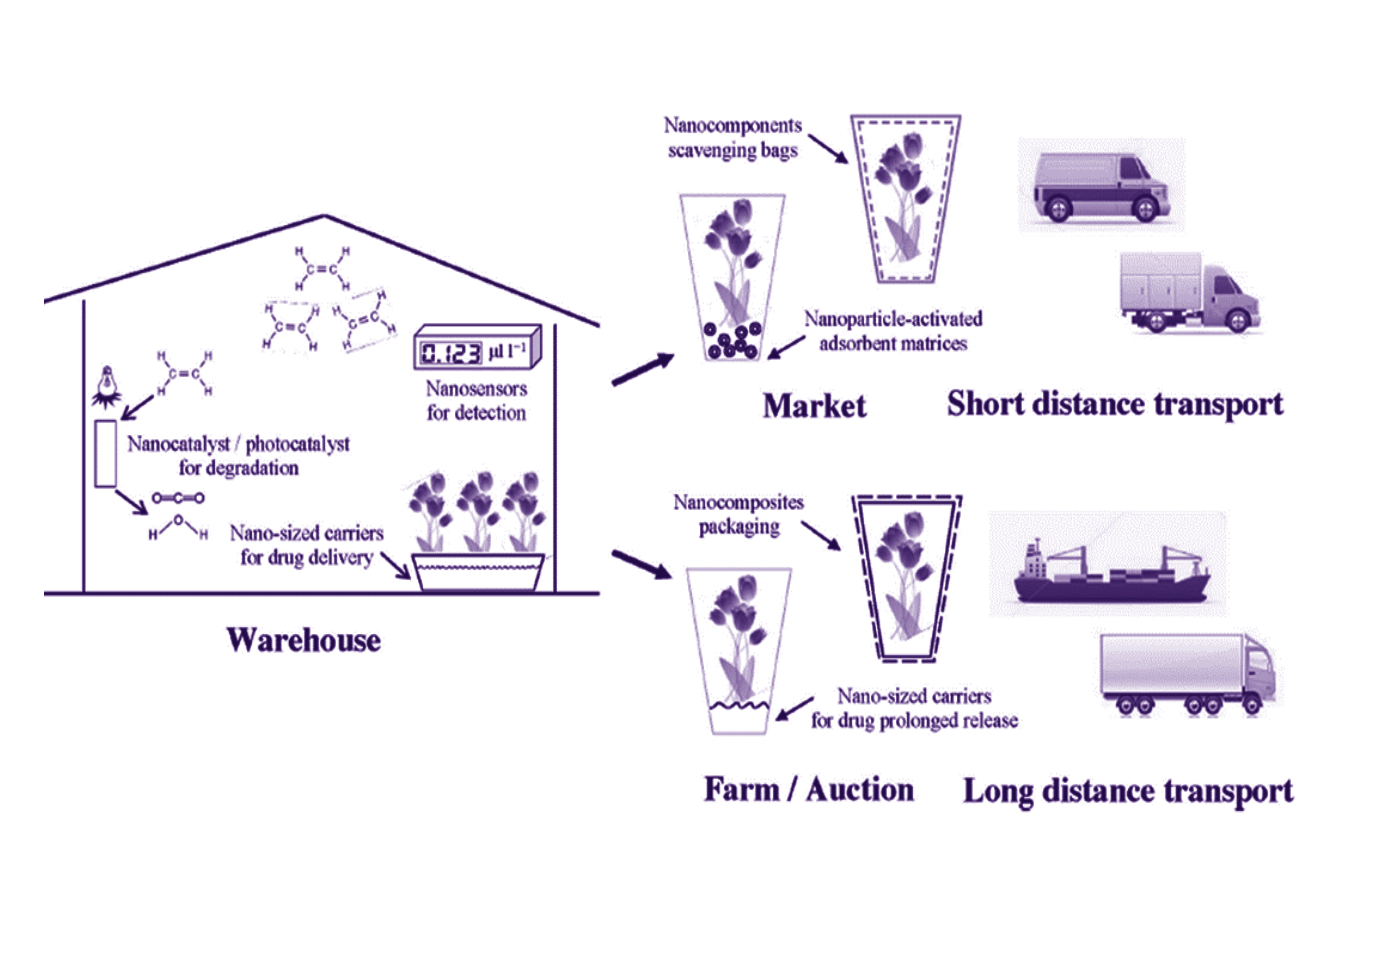 H H
C=C
H H
H H
C=C
H H
H H
C=C
H H
0.123 µl l⁻¹
Nanosensors
for detection
H H
C=C
H H
Nanocatalyst / photocatalyst
for degradation
O=C=O
O
H H
Nano-sized carriers
for drug delivery
Warehouse
Nanocomponents
scavenging bags
Nanoparticle-activated
adsorbent matrices
Market
Short distance transport
Nanocomposites
packaging
Nano-sized carriers
for drug prolonged release
Farm / Auction
Long distance transport